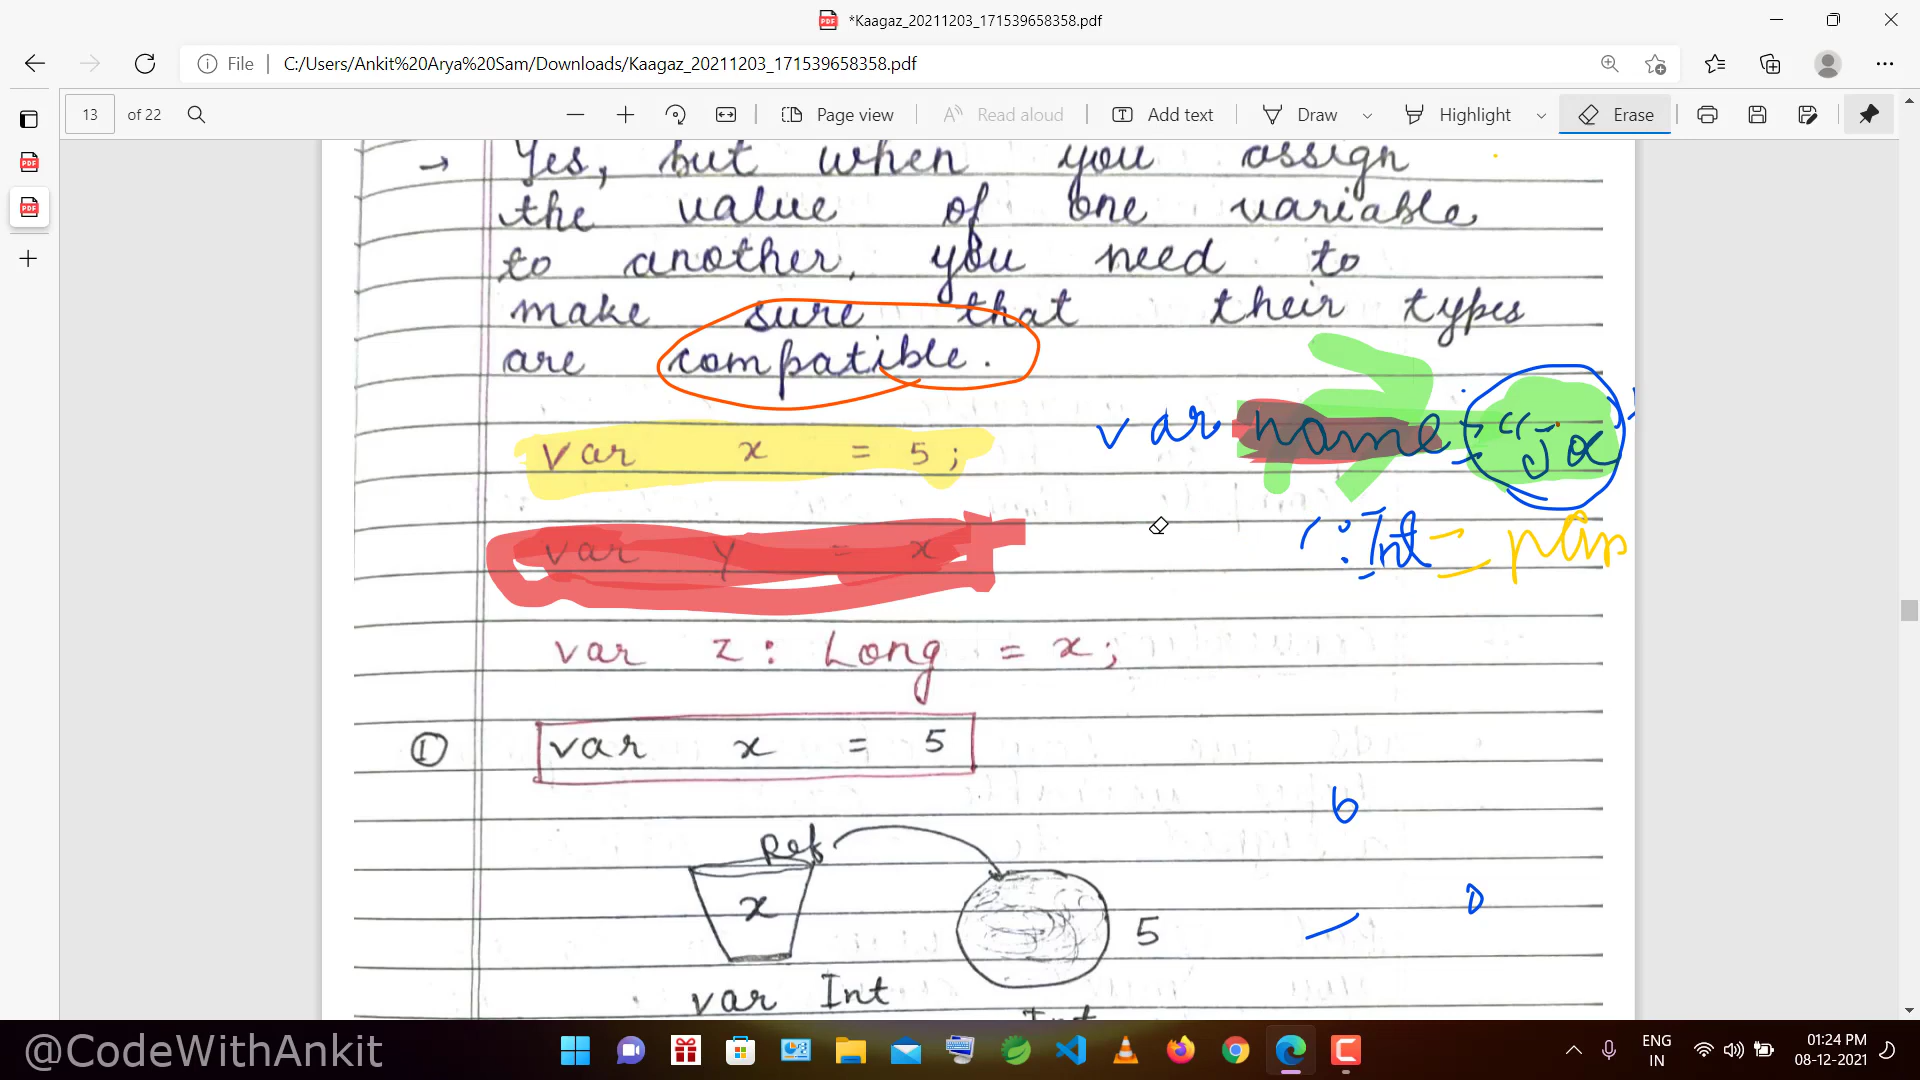 *Kaagaz_20211203_171539658358.pdf
File C:/Users/Ankit%20Arya%20Sam/Downloads/Kaagaz_20211203_171539658358.pdf
13 of 22 Page view Read aloud Add text Draw Highlight Erase
→ Yes, but when you assign
the value of one variable
to another, you need to
make sure that their types
are compatible.
var name = "Ja
var x = 5;
: Int =
var y = x
var z : Long = x;
① var x = 5
6
Ref
x
5
var Int
Int
@CodeWithAnkit
ENG
IN
01:24 PM
08-12-2021